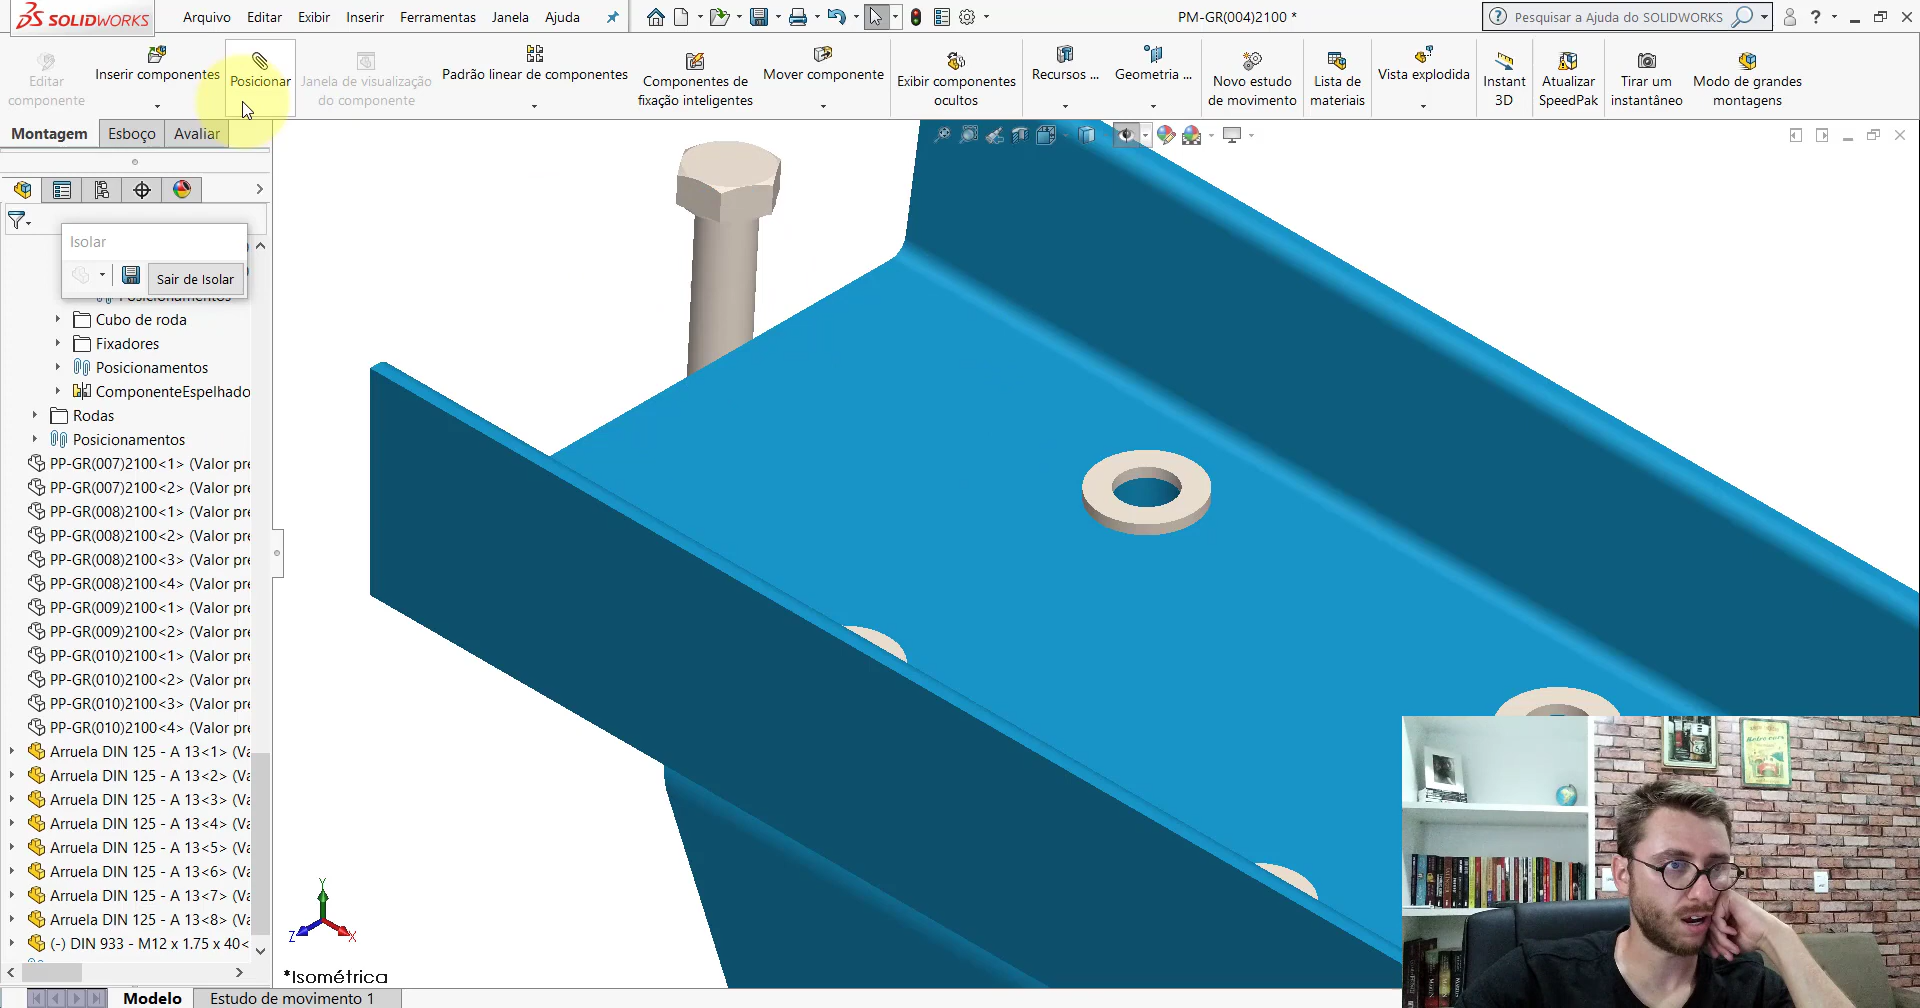 SOLIDWORKS
Arquivo Editar Exibir Inserir Ferramentas Janela Ajuda
PM-GR(004)2100 *
Pesquisar a Ajuda do SOLIDWORKS
Editar componente
Inserir componentes
Posicionar
Janela de visualização do componente
Padrão linear de componentes
Componentes de fixação inteligentes
Mover componente
Exibir componentes ocultos
Recursos ...
Geometria ...
Novo estudo de movimento
Lista de materiais
Vista explodida
Instant 3D
Atualizar SpeedPak
Tirar um instantâneo
Modo de grandes montagens
Montagem Esboço Avaliar
Isolar
Sair de Isolar
Posicionamentos
Cubo de roda
Fixadores
Posicionamentos
ComponenteEspelhado
Rodas
Posicionamentos
PP-GR(007)2100<1> (Valor pre
PP-GR(007)2100<2> (Valor pre
PP-GR(008)2100<1> (Valor pre
PP-GR(008)2100<2> (Valor pre
PP-GR(008)2100<3> (Valor pre
PP-GR(008)2100<4> (Valor pre
PP-GR(009)2100<1> (Valor pre
PP-GR(009)2100<2> (Valor pre
PP-GR(010)2100<1> (Valor pre
PP-GR(010)2100<2> (Valor pre
PP-GR(010)2100<3> (Valor pre
PP-GR(010)2100<4> (Valor pre
Arruela DIN 125 - A 13<1> (Va
Arruela DIN 125 - A 13<2> (Va
Arruela DIN 125 - A 13<3> (Va
Arruela DIN 125 - A 13<4> (Va
Arruela DIN 125 - A 13<5> (Va
Arruela DIN 125 - A 13<6> (Va
Arruela DIN 125 - A 13<7> (Va
Arruela DIN 125 - A 13<8> (Va
(-) DIN 933 - M12 x 1.75 x 40<
Y
Z
X
*Isométrica
Modelo Estudo de movimento 1